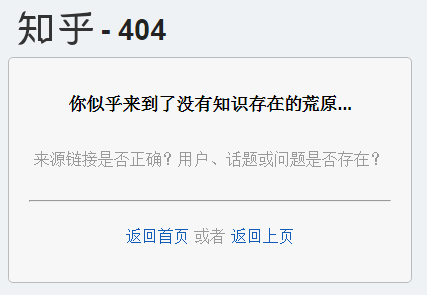 知乎 - 404
你似乎来到了没有知识存在的荒原...
来源链接是否正确？用户、话题或问题是否存在？
返回首页 或者 返回上页